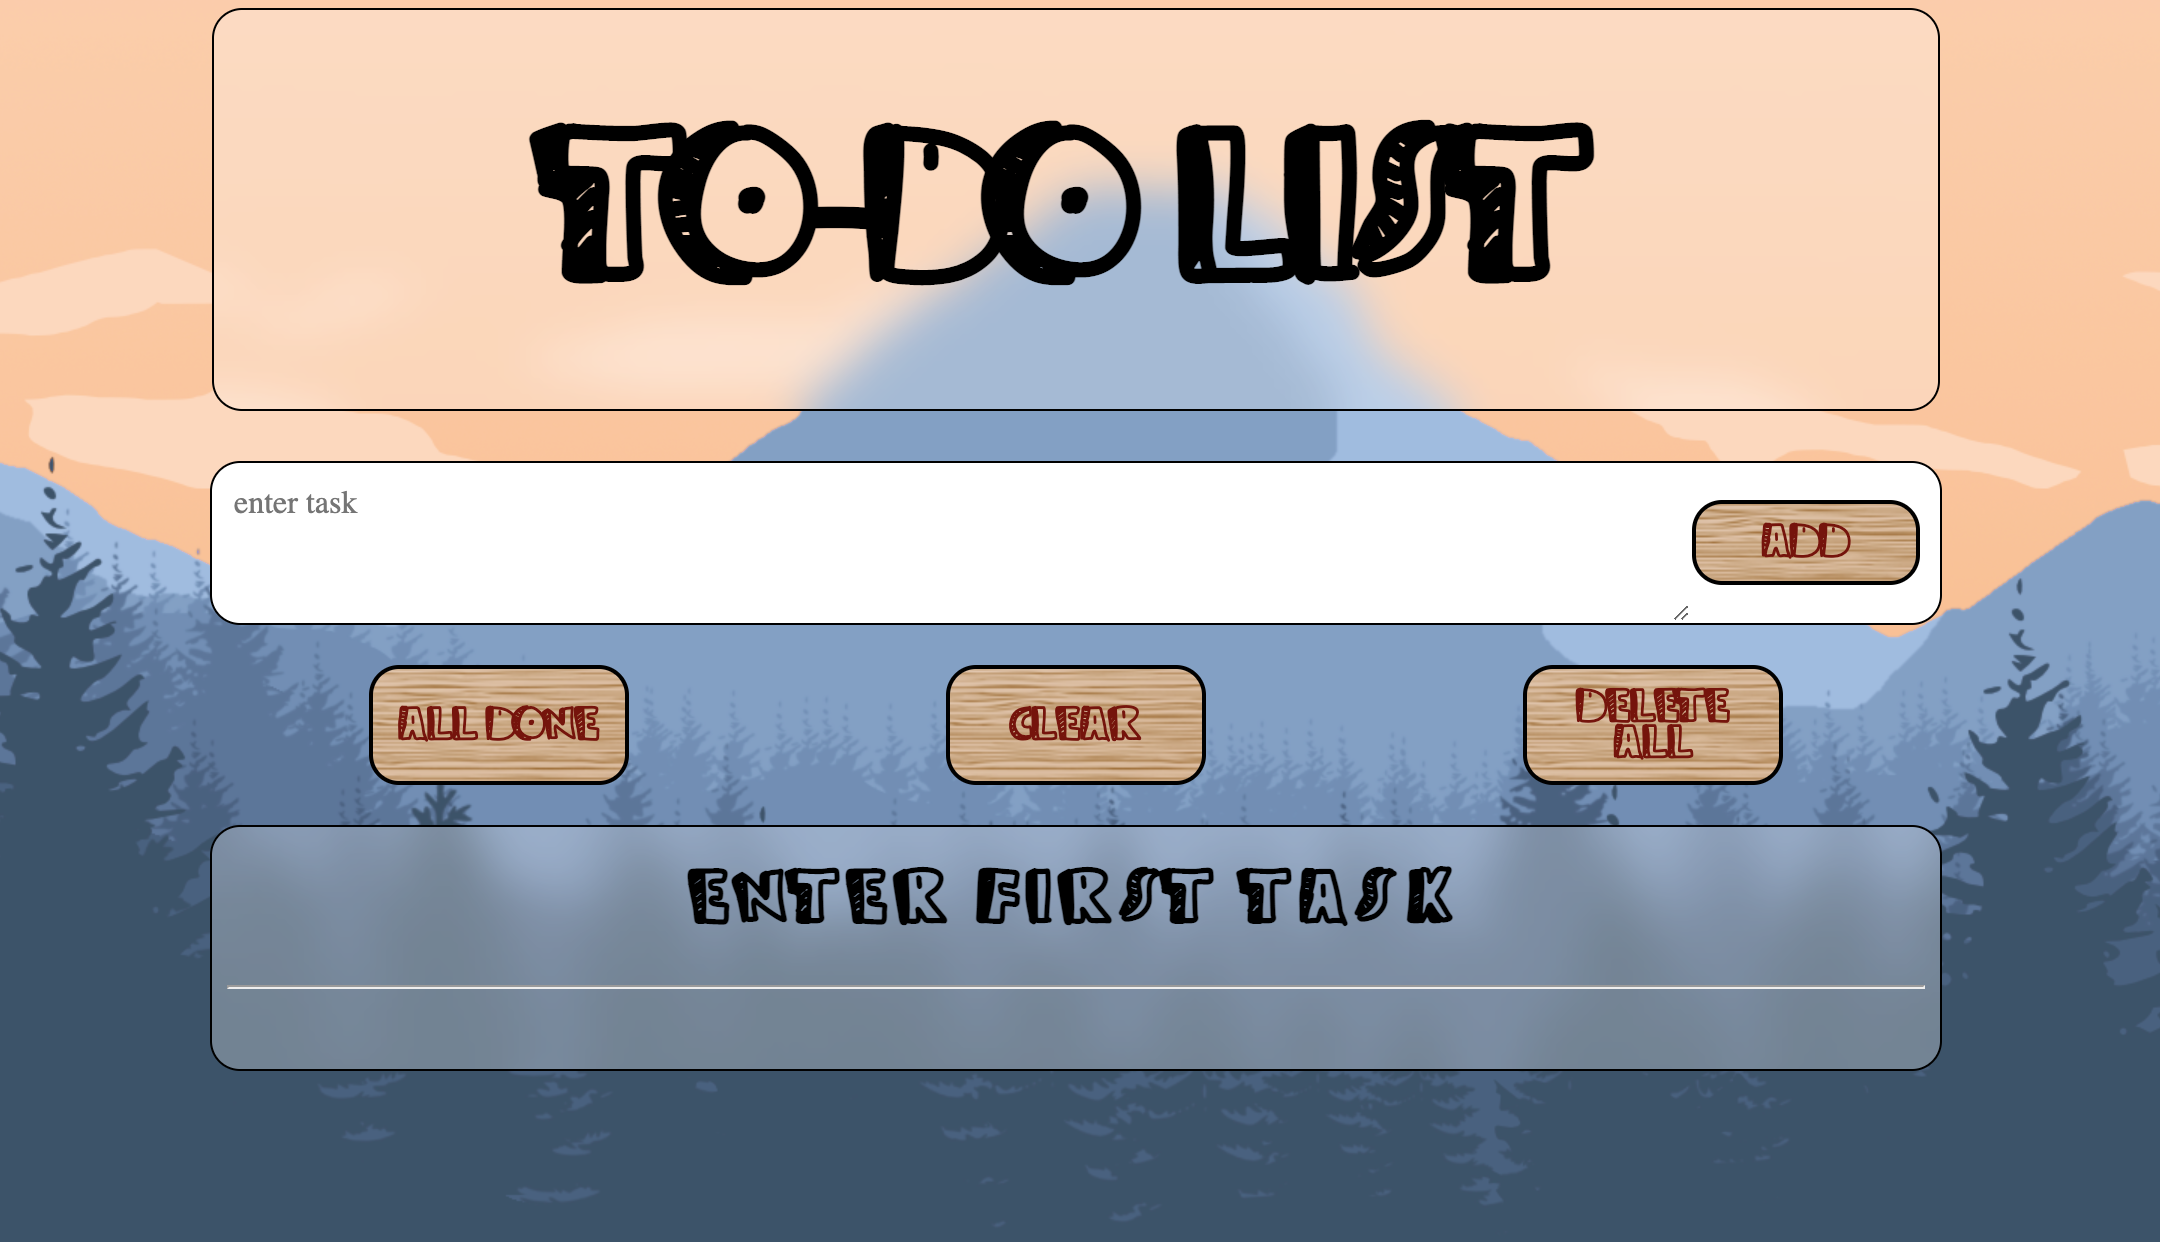 TO-DO LIST
enter task
ADD
ALL DONE
CLEAR
DELETE
ALL
ENTER FIRST TASK